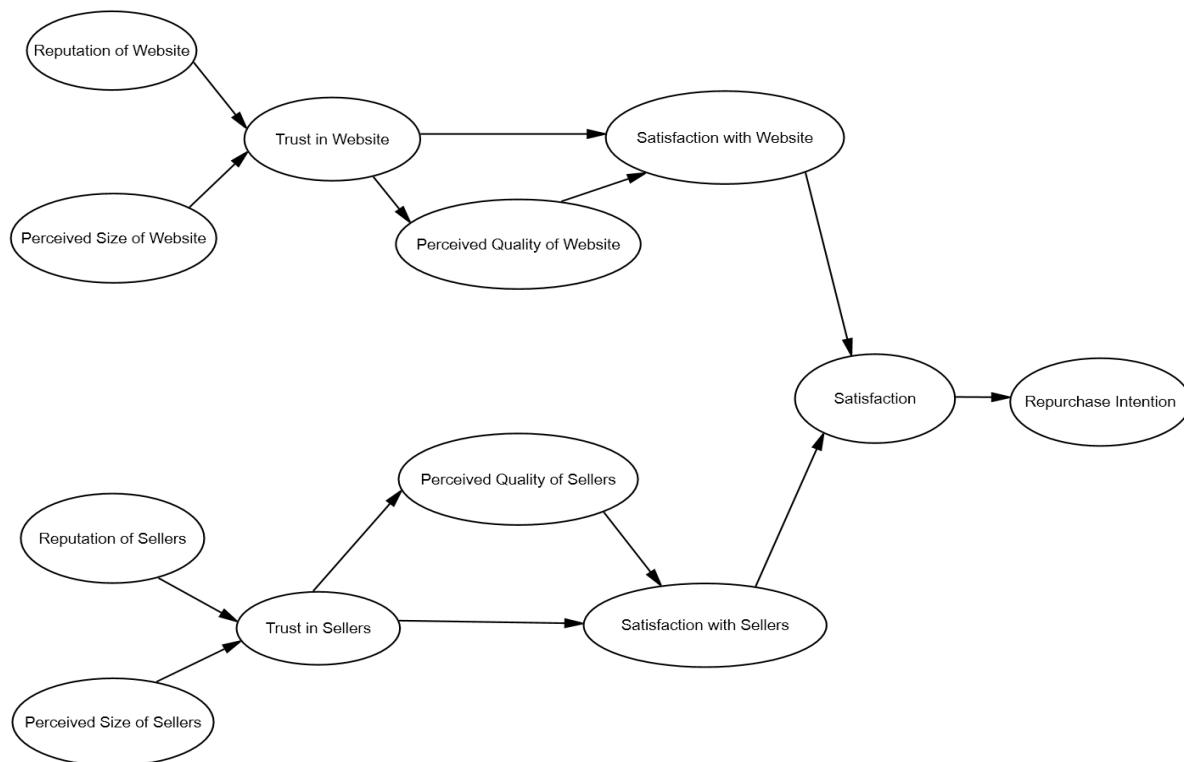 Reputation of Website
Trust in Website
Satisfaction with Website
Perceived Size of Website
Perceived Quality of Website
Satisfaction
Repurchase Intention
Perceived Quality of Sellers
Reputation of Sellers
Trust in Sellers
Satisfaction with Sellers
Perceived Size of Sellers